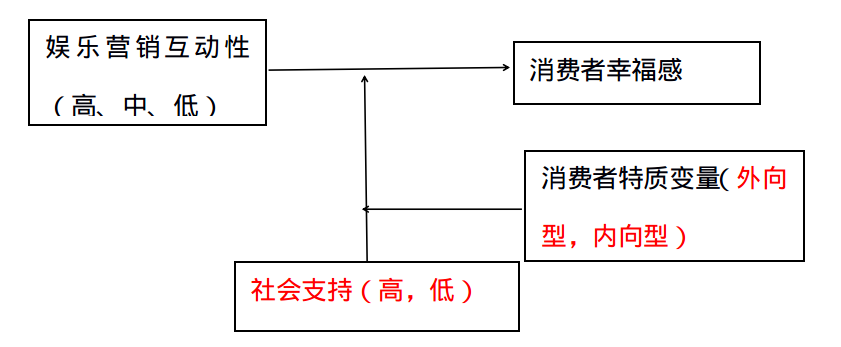 娱乐营销互动性
（高、中、低）
消费者幸福感
消费者特质变量（外向
型，内向型）
社会支持（高，低）